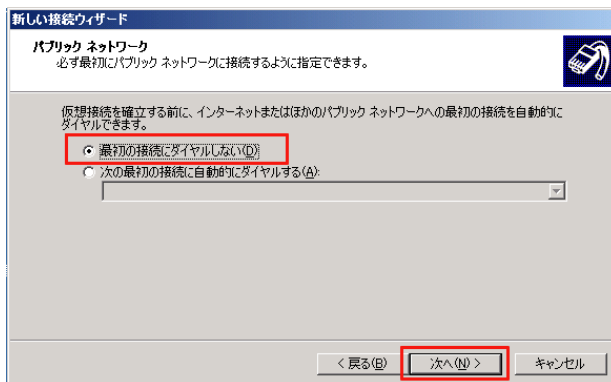 新しい接続ウィザード
パブリック ネットワーク
必ず最初にパブリック ネットワークに接続するように指定できます。
仮想接続を確立する前に、インターネットまたはほかのパブリック ネットワークへの最初の接続を自動的に
ダイヤルできます。
最初の接続にダイヤルしない(D)
次の最初の接続に自動的にダイヤルする(A):
< 戻る(B) 次へ(N) > キャンセル